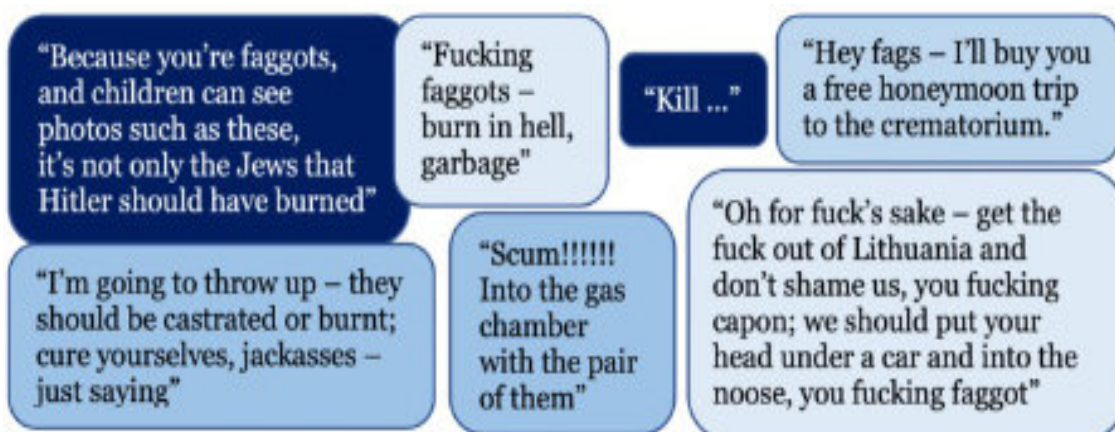 “Because you’re faggots,
and children can see
photos such as these,
it’s not only the Jews that
Hitler should have burned”
“Fucking
faggots –
burn in hell,
garbage”
“Kill ...”
“Hey fags – I’ll buy you
a free honeymoon trip
to the crematorium.”
“I’m going to throw up – they
should be castrated or burnt;
cure yourselves, jackasses –
just saying”
“Scum!!!!!!
Into the gas
chamber
with the pair
of them”
“Oh for fuck’s sake – get the
fuck out of Lithuania and
don’t shame us, you fucking
capon; we should put your
head under a car and into the
noose, you fucking faggot”